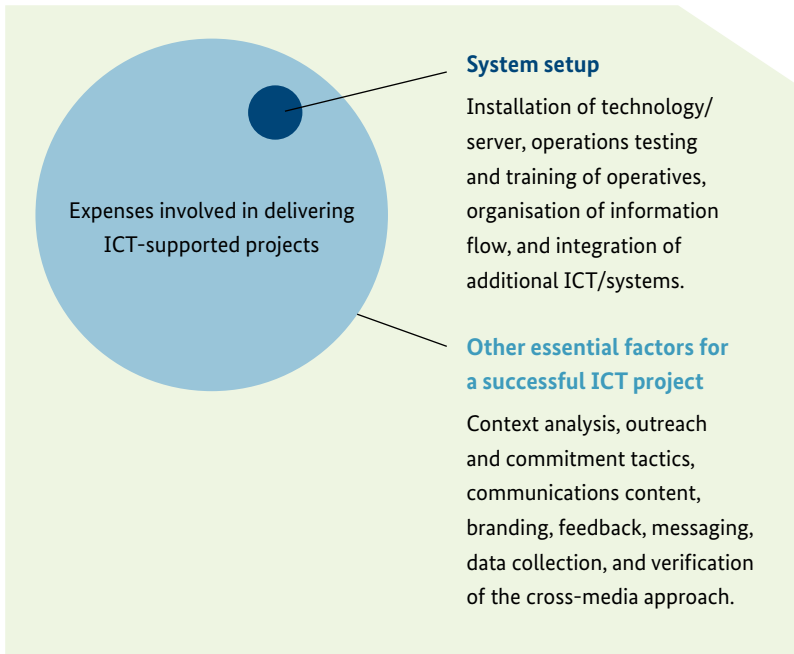 Expenses involved in delivering
ICT-supported projects
System setup
Installation of technology/
server, operations testing
and training of operatives,
organisation of information
flow, and integration of
additional ICT/systems.
Other essential factors for
a successful ICT project
Context analysis, outreach
and commitment tactics,
communications content,
branding, feedback, messaging,
data collection, and verification
of the cross-media approach.